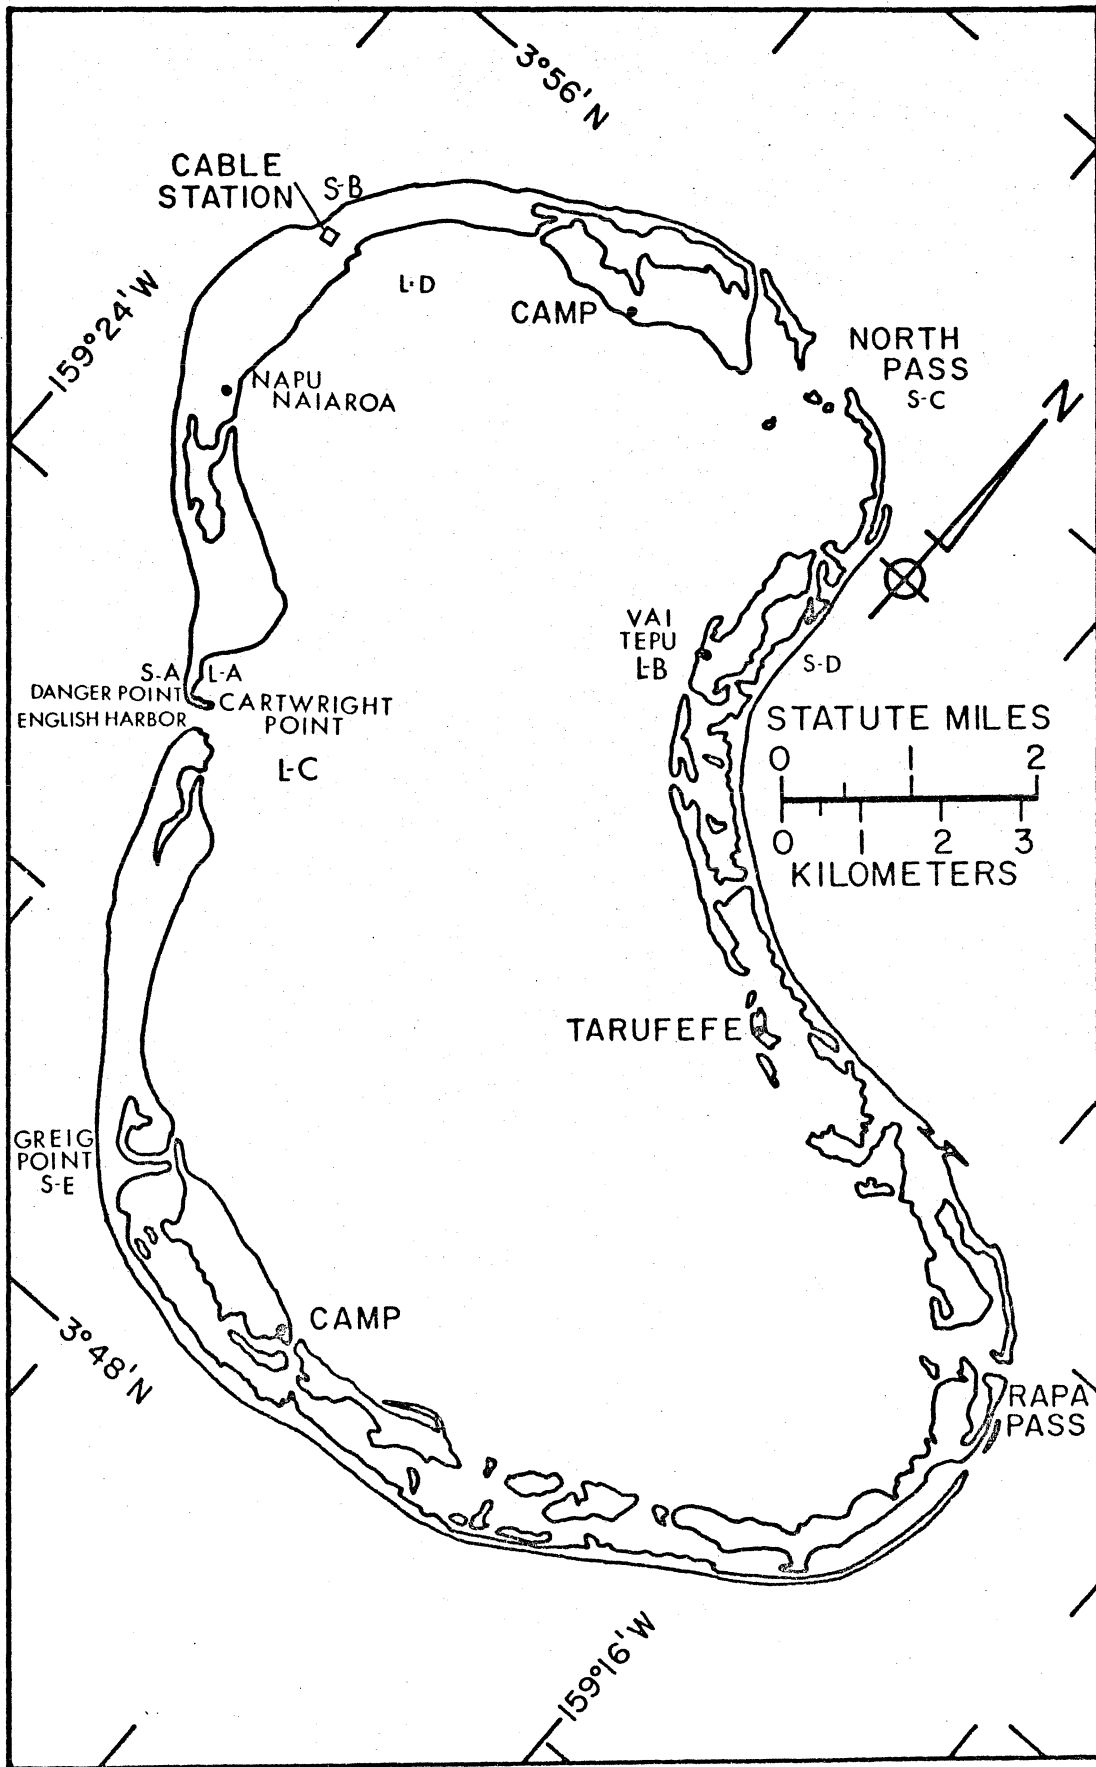 3°56'N
CABLE
STATION
S-B
159°24'W
L-D
CAMP
NORTH
PASS
S-C
NAPU
NAIAROA
N
VAI
TEPU
L-B
S-D
S-A
L-A
DANGER POINT
CARTWRIGHT
POINT
ENGLISH HARBOR
L-C
STATUTE MILES
0 1 2
0 1 2 3
KILOMETERS
TARUFEFE
GREIG
POINT
S-E
CAMP
3°48'N
RAPA
PASS
159°16'W